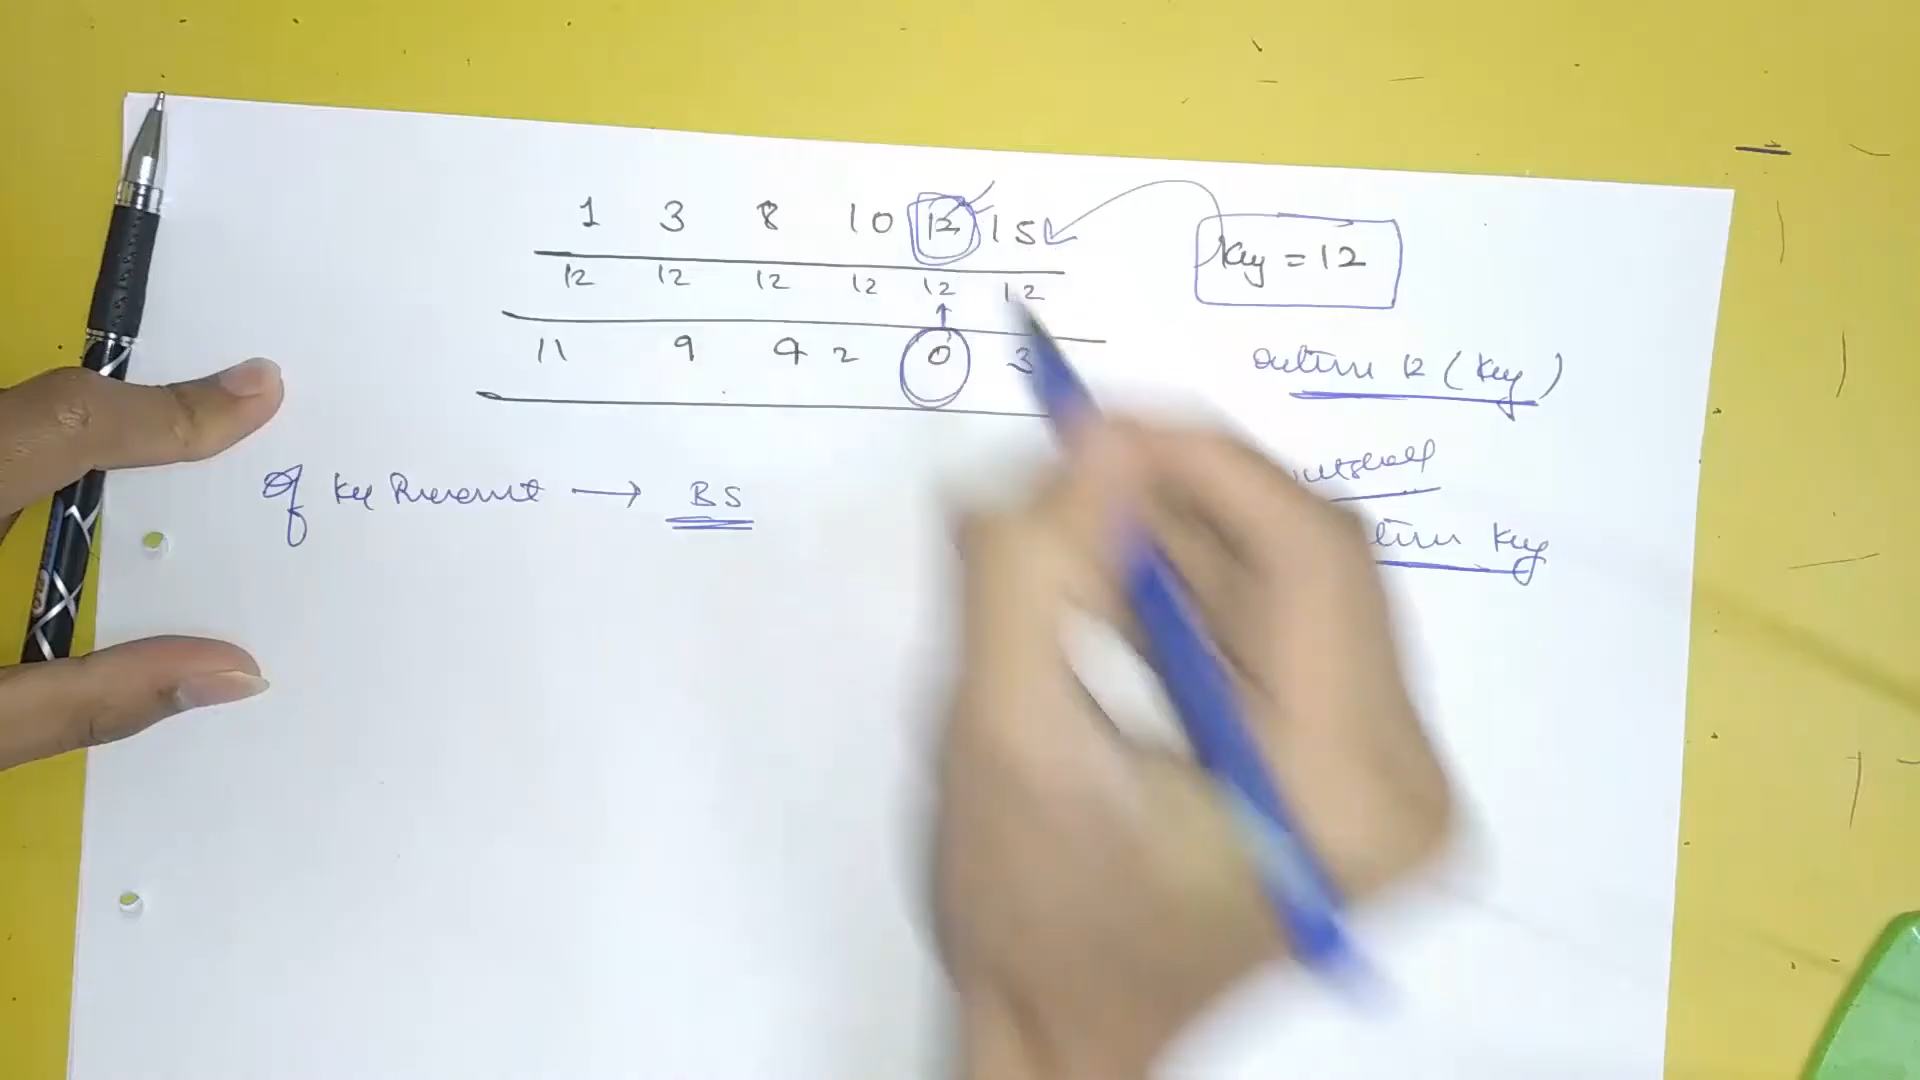 1 3 8 10 12 15
key = 12
12 12 12 12 12 12
11 9 4 2 0 3
return 12 (key)
itself
key
If key Present → BS